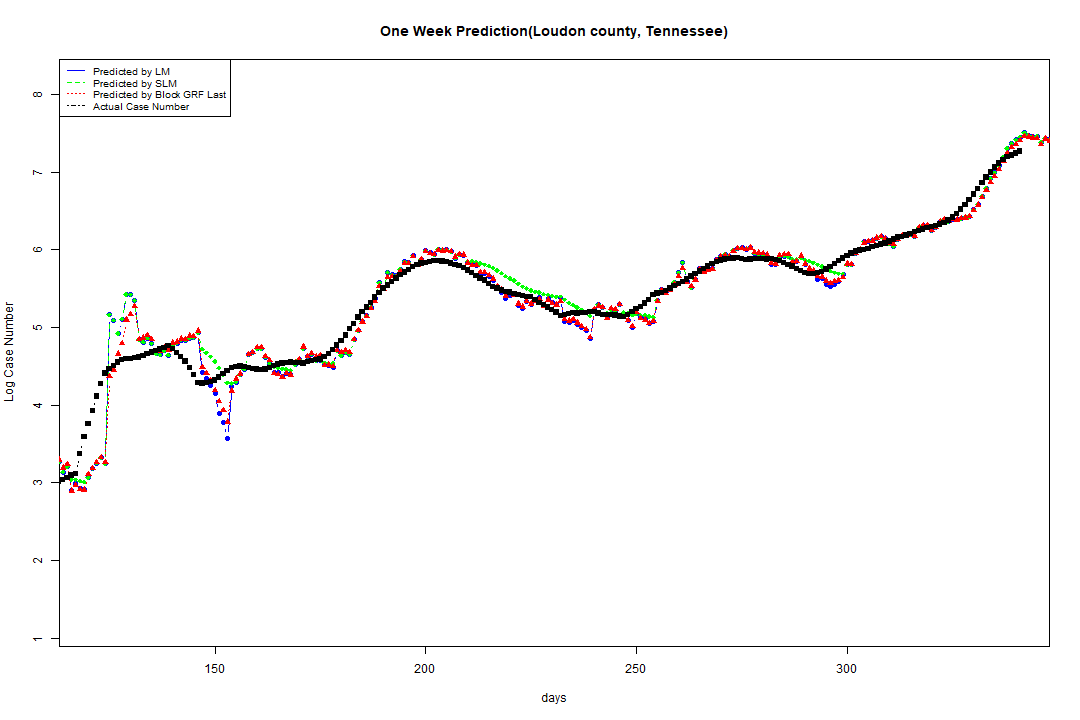 One Week Prediction(Loudon county, Tennessee)
Predicted by LM
Predicted by SLM
Predicted by Block GRF Last
Actual Case Number
8
7
6
5
4
3
2
1
Log Case Number
150
200
250
300
days